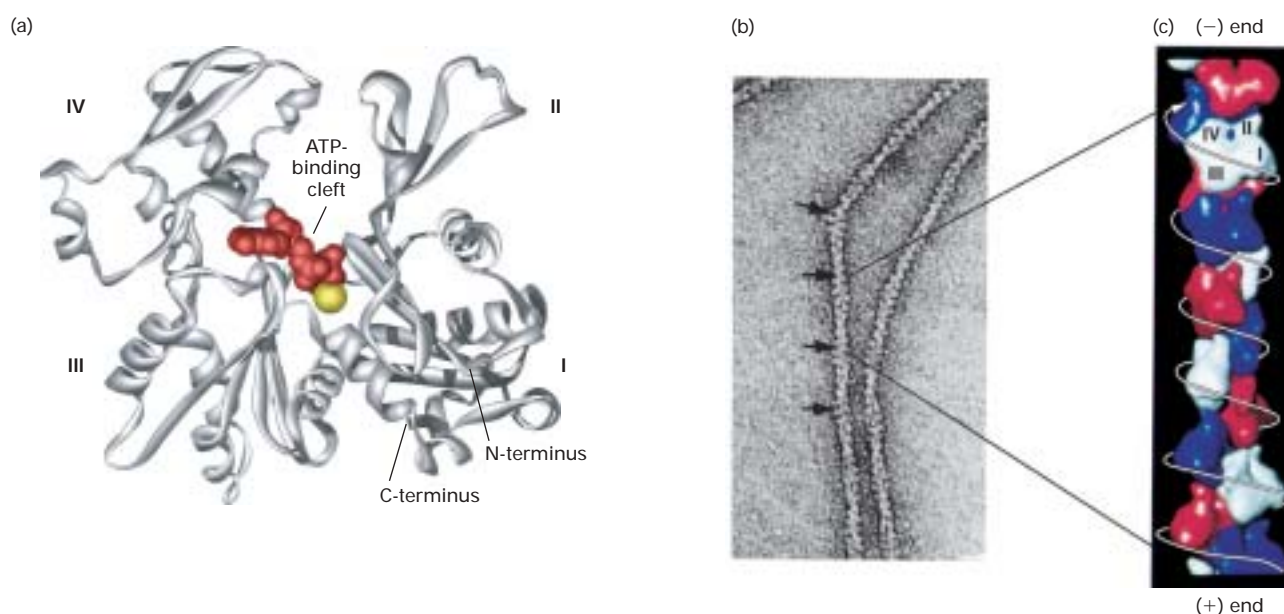 (a)
IV
II
ATP-
binding
cleft
III
I
N-terminus
C-terminus
(b)
(c) (–) end
IV II
I
III
(+) end